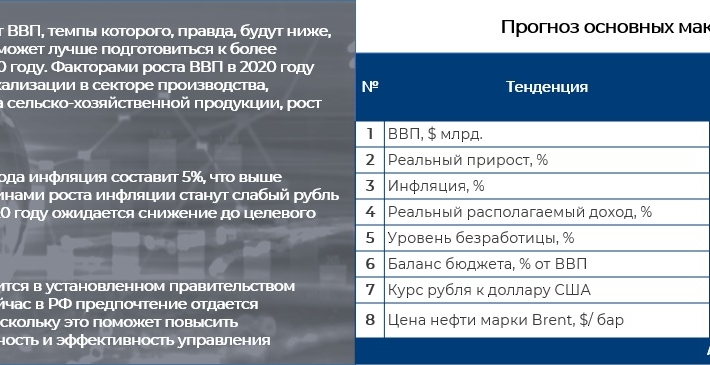 т ВВП, темпы которого, правда, будут ниже,
может лучше подготовиться к более
0 году. Факторами роста ВВП в 2020 году
кализации в секторе производства,
а сельско-хозяйственной продукции, рост
ода инфляция составит 5%, что выше
инами роста инфляции станут слабый рубль
20 году ожидается снижение до целевого
ится в установленном правительством
йчас в РФ предпочтение отдается
скольку это поможет повысить
ность и эффективность управления
Прогноз основных мак
№ Тенденция
1 ВВП, $ млрд.
2 Реальный прирост, %
3 Инфляция, %
4 Реальный располагаемый доход, %
5 Уровень безработицы, %
6 Баланс бюджета, % от ВВП
7 Курс рубля к доллару США
8 Цена нефти марки Brent, $/ бар